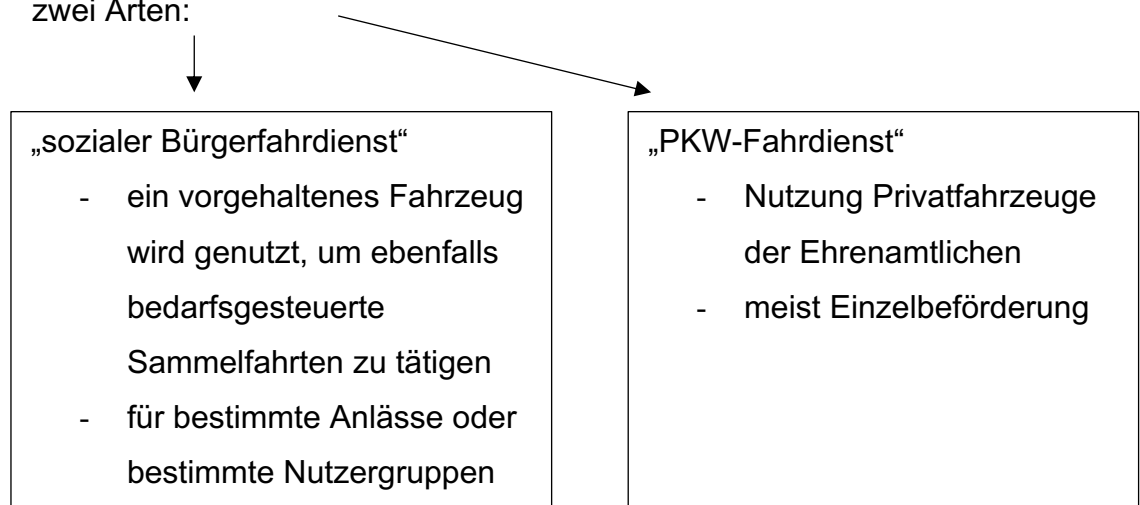 zwei Arten:
„sozialer Bürgerfahrdienst“
- ein vorgehaltenes Fahrzeug
wird genutzt, um ebenfalls
bedarfsgesteuerte
Sammelfahrten zu tätigen
- für bestimmte Anlässe oder
bestimmte Nutzergruppen
„PKW-Fahrdienst“
- Nutzung Privatfahrzeuge
der Ehrenamtlichen
- meist Einzelbeförderung